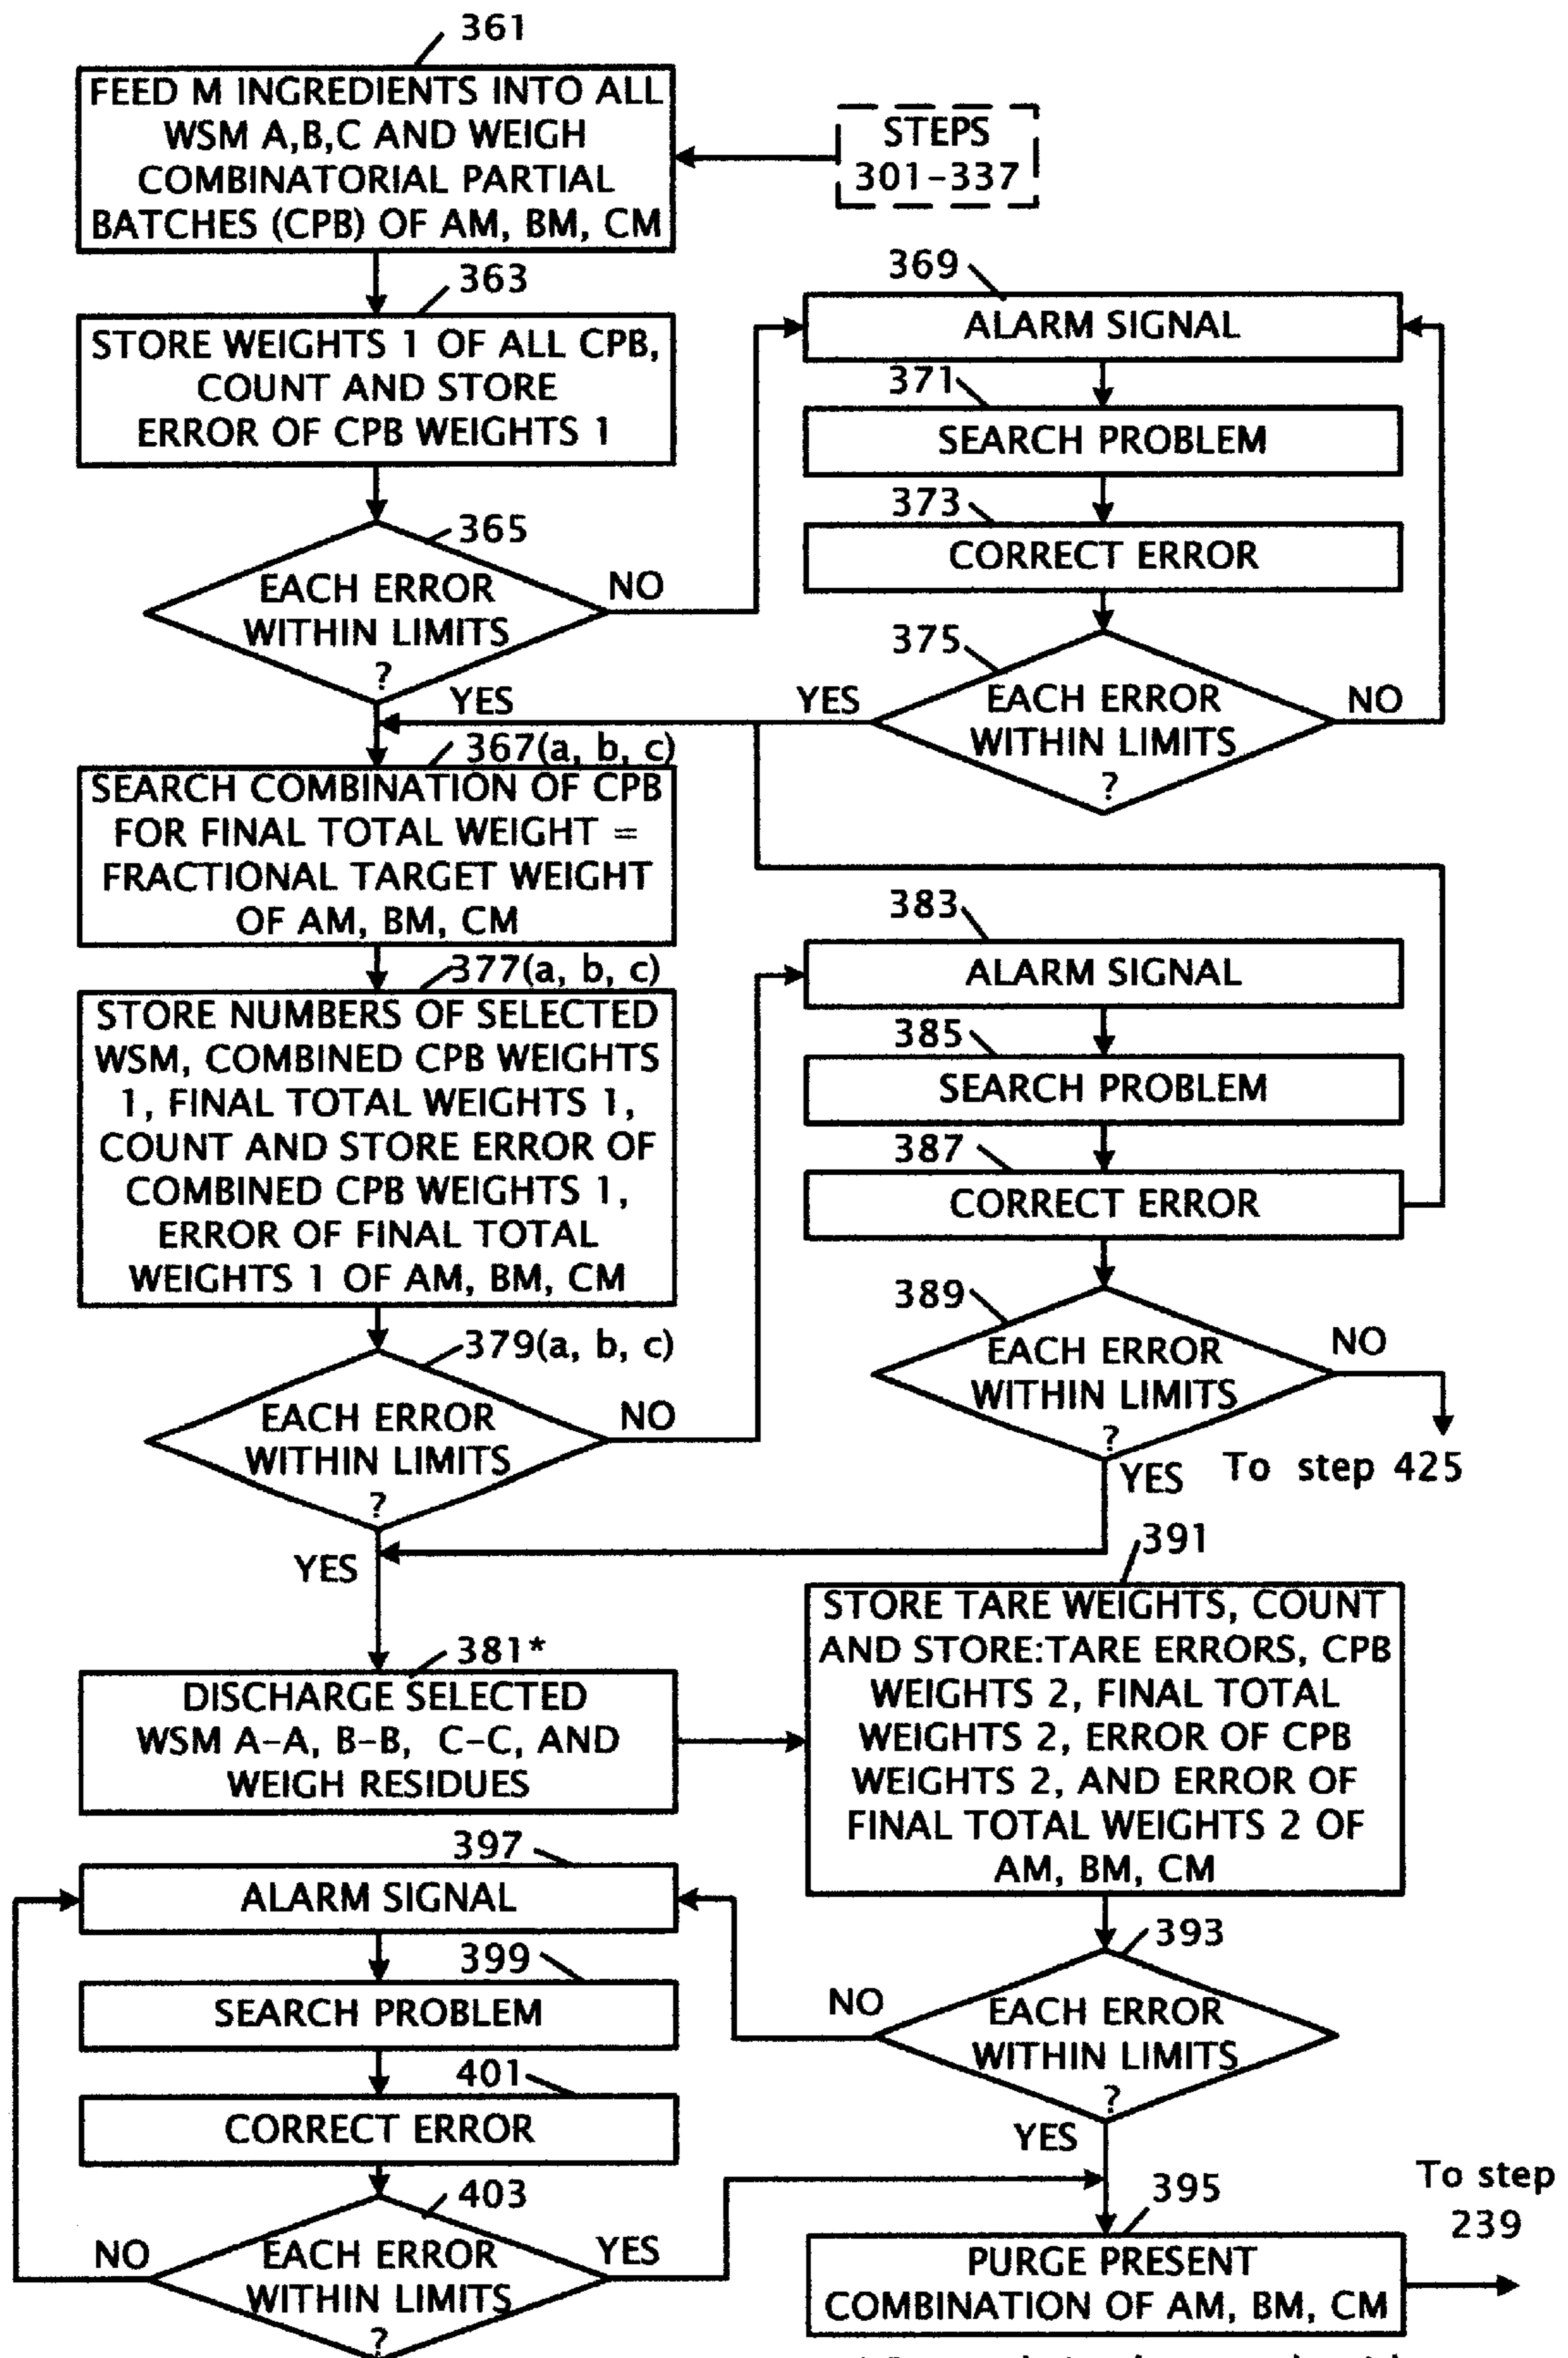 361
FEED M INGREDIENTS INTO ALL
WSM A,B,C AND WEIGH
COMBINATORIAL PARTIAL
BATCHES (CPB) OF AM, BM, CM
STEPS
301-337
363
STORE WEIGHTS 1 OF ALL CPB,
COUNT AND STORE
ERROR OF CPB WEIGHTS 1
365
EACH ERROR
WITHIN LIMITS
?
NO
YES
369
ALARM SIGNAL
371
SEARCH PROBLEM
373
CORRECT ERROR
375
EACH ERROR
WITHIN LIMITS
?
YES
NO
367(a, b, c)
SEARCH COMBINATION OF CPB
FOR FINAL TOTAL WEIGHT =
FRACTIONAL TARGET WEIGHT
OF AM, BM, CM
377(a, b, c)
STORE NUMBERS OF SELECTED
WSM, COMBINED CPB WEIGHTS
1, FINAL TOTAL WEIGHTS 1,
COUNT AND STORE ERROR OF
COMBINED CPB WEIGHTS 1,
ERROR OF FINAL TOTAL
WEIGHTS 1 OF AM, BM, CM
379(a, b, c)
EACH ERROR
WITHIN LIMITS
?
NO
YES
383
ALARM SIGNAL
385
SEARCH PROBLEM
387
CORRECT ERROR
389
EACH ERROR
WITHIN LIMITS
?
NO
To step 425
YES
381*
DISCHARGE SELECTED
WSM A-A, B-B, C-C, AND
WEIGH RESIDUES
391
STORE TARE WEIGHTS, COUNT
AND STORE:TARE ERRORS, CPB
WEIGHTS 2, FINAL TOTAL
WEIGHTS 2, ERROR OF CPB
WEIGHTS 2, AND ERROR OF
FINAL TOTAL WEIGHTS 2 OF
AM, BM, CM
393
EACH ERROR
WITHIN LIMITS
?
NO
YES
397
ALARM SIGNAL
399
SEARCH PROBLEM
401
CORRECT ERROR
403
EACH ERROR
WITHIN LIMITS
?
NO
YES
395
PURGE PRESENT
COMBINATION OF AM, BM, CM
To step
239